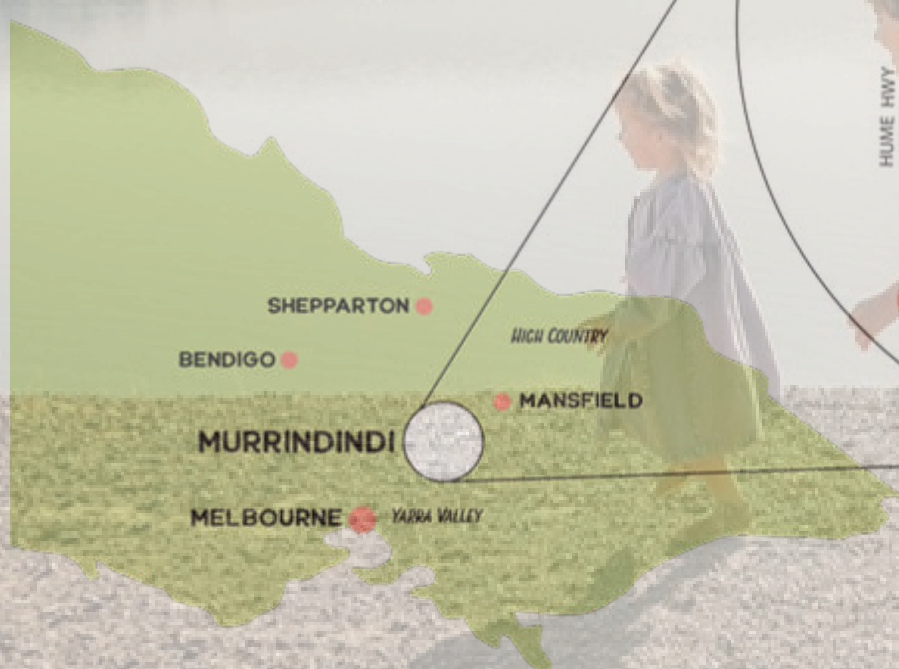 HUME HWY
SHEPPARTON
HIGH COUNTRY
BENDIGO
MANSFIELD
MURRINDINDI
MELBOURNE
YARRA VALLEY